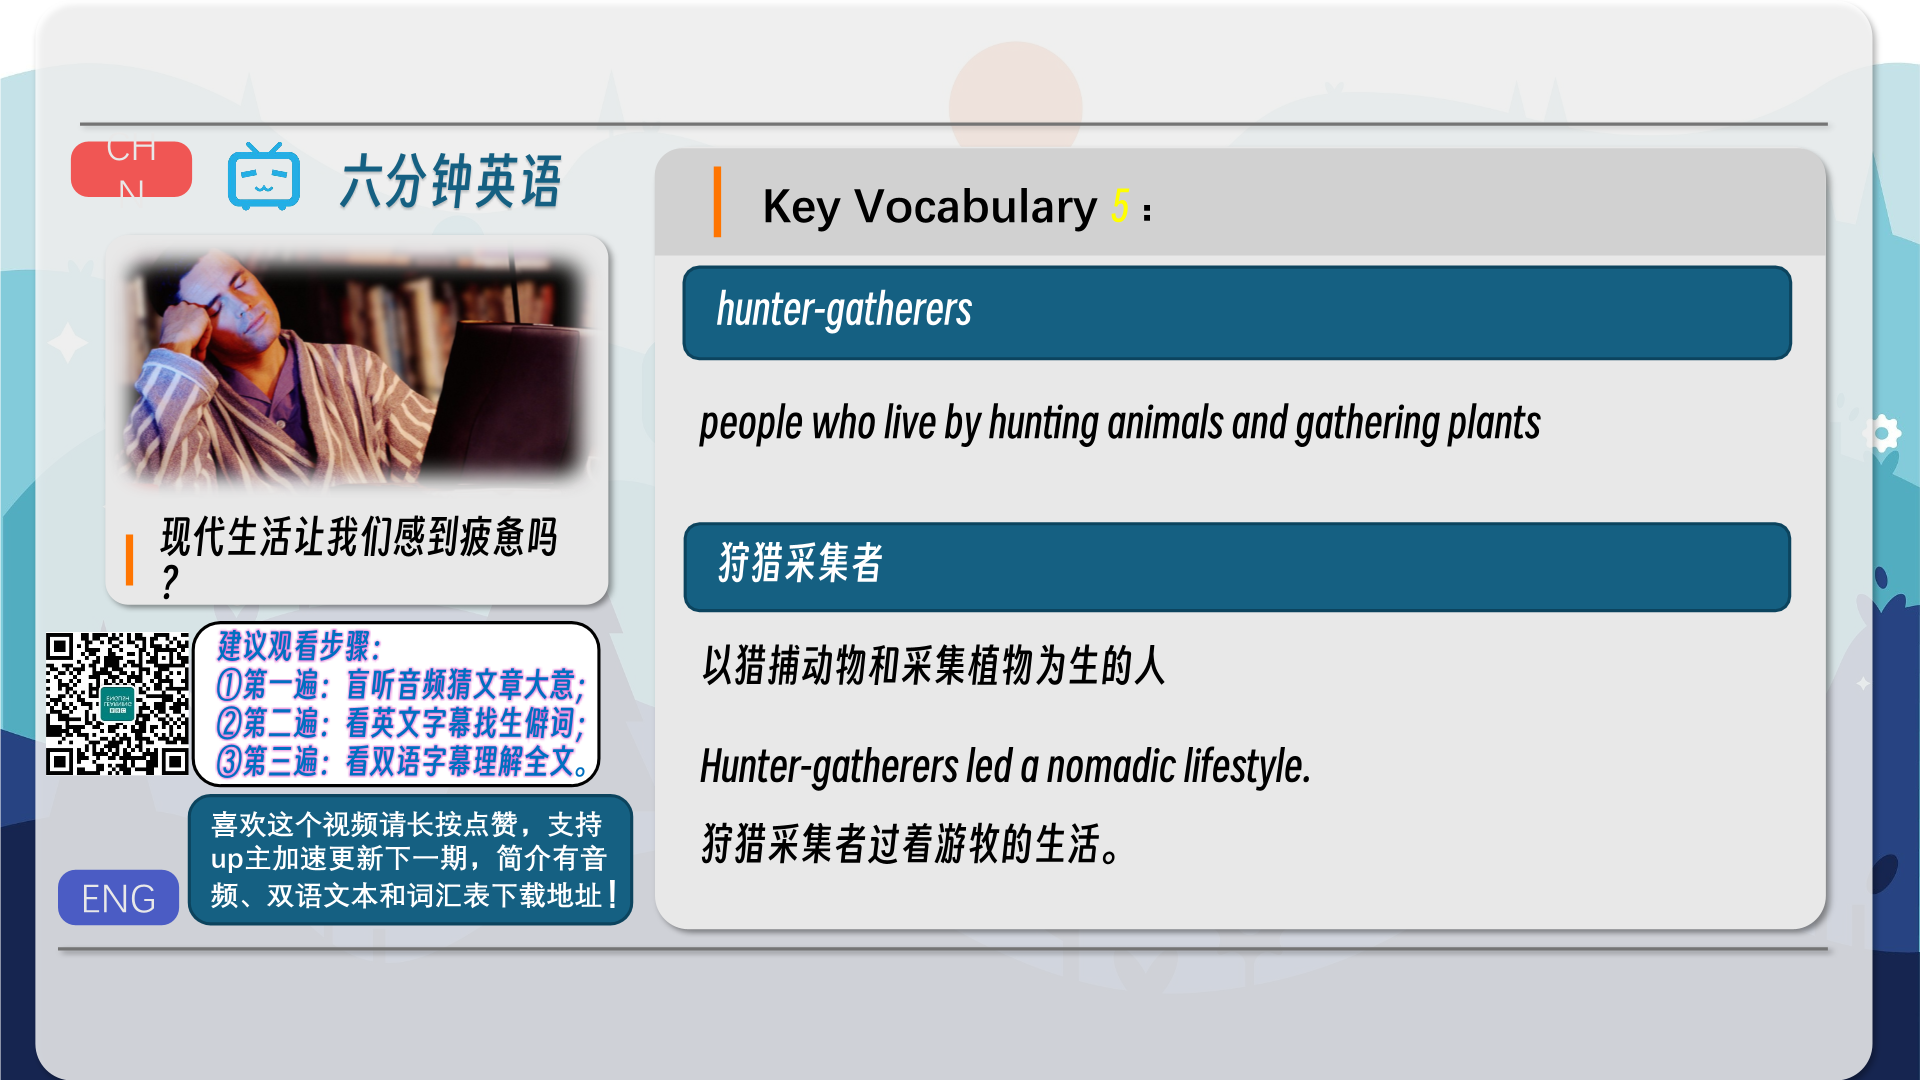 CH
N
六分钟英语
现代生活让我们感到疲惫吗
?
建议观看步骤:
①第一遍: 盲听音频猜文章大意;
②第二遍: 看英文字幕找生僻词;
③第三遍: 看双语字幕理解全文。
喜欢这个视频请长按点赞，支持
up主加速更新下一期，简介有音
频、双语文本和词汇表下载地址！
ENG
Key Vocabulary 5：
hunter-gatherers
people who live by hunting animals and gathering plants
狩猎采集者
以猎捕动物和采集植物为生的人
Hunter-gatherers led a nomadic lifestyle.
狩猎采集者过着游牧的生活。